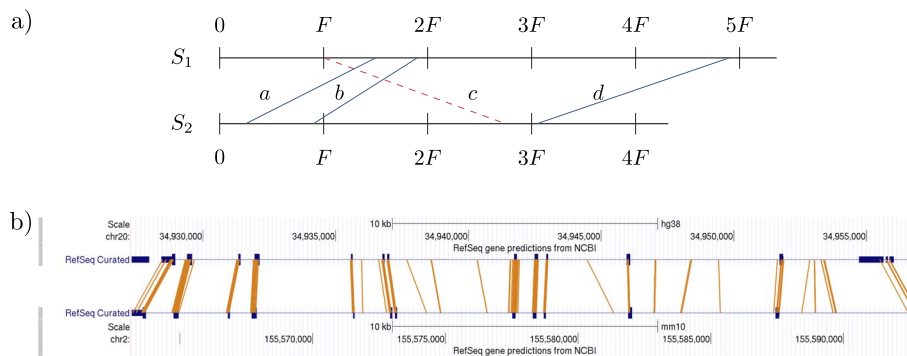 a)
0 F 2F 3F 4F 5F
S1
a b c d
S2
0 F 2F 3F 4F
b)
Scale 10 kb hg38
chr20: 34,930,000 34,935,000 34,940,000 34,945,000 34,950,000 34,955,000
RefSeq gene predictions from NCBI
RefSeq Curated
RefSeq Curated
Scale 10 kb mm10
chr2: 155,570,000 155,575,000 155,580,000 155,585,000 155,590,000
RefSeq gene predictions from NCBI